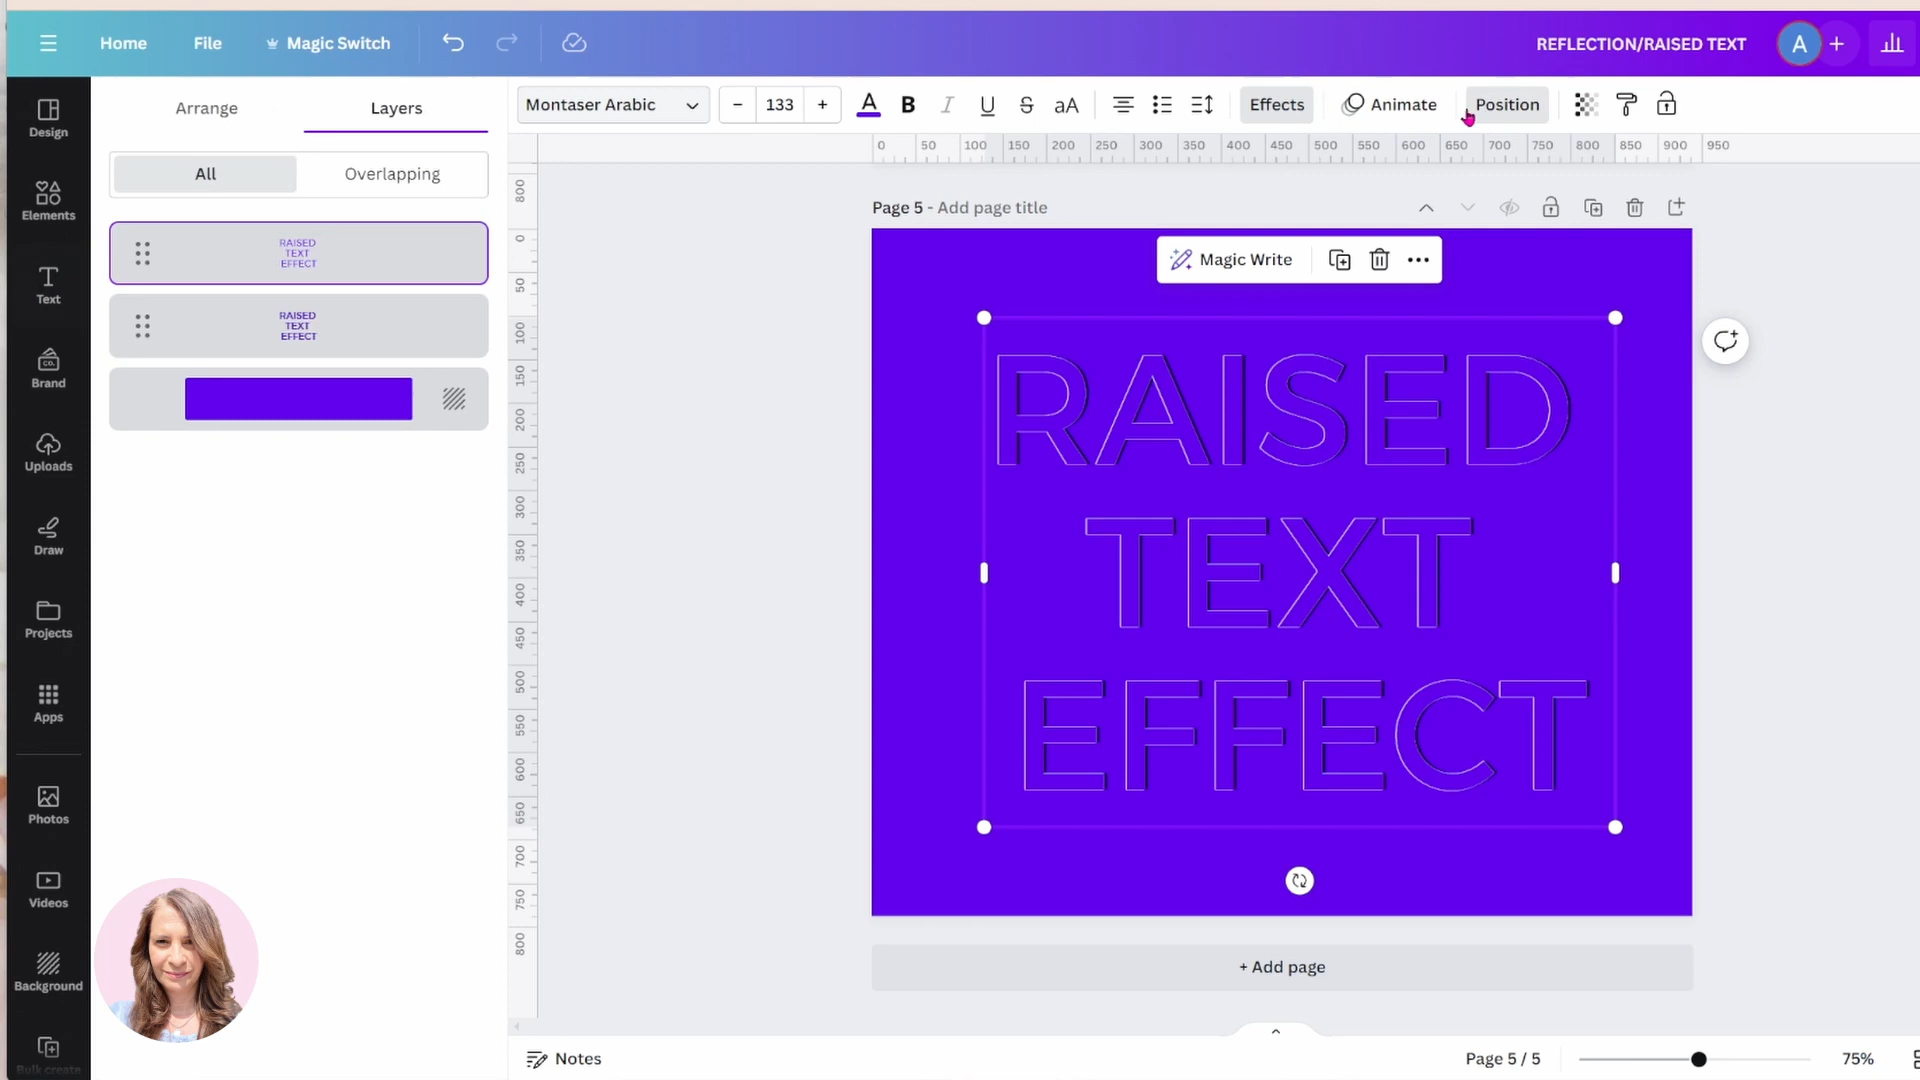 Home File Magic Switch REFLECTION/RAISED TEXT A
Design
Elements
Text
CO.
Brand
Uploads
Draw
Projects
Apps
Photos
Videos
Background
Bulk create
Arrange Layers
All Overlapping
RAISED
TEXT
EFFECT
RAISED
TEXT
EFFECT
Montaser Arabic - 133 + A B I U S aA Effects Animate Position
0 50 100 150 200 250 300 350 400 450 500 550 600 650 700 750 800 850 900 950
800
0
50
100
150
200
250
300
350
400
450
500
550
600
650
700
750
800
Page 5 - Add page title
Magic Write
RAISED
TEXT
EFFECT
+ Add page
Notes Page 5 / 5 75%